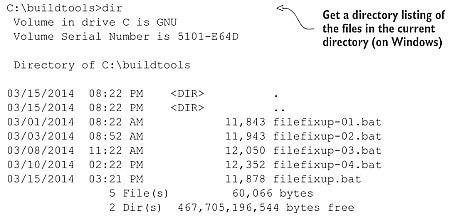 C:\buildtools>dir
Volume in drive C is GNU
Volume Serial Number is 5101-E64D
Get a directory listing of
the files in the current
directory (on Windows)
Directory of C:\buildtools
03/15/2014 08:22 PM <DIR> .
03/15/2014 08:22 PM <DIR> ..
03/01/2014 08:22 AM 11,843 filefixup-01.bat
03/03/2014 08:52 AM 11,943 filefixup-02.bat
03/08/2014 11:22 AM 12,050 filefixup-03.bat
03/10/2014 02:22 PM 12,352 filefixup-04.bat
03/15/2014 03:21 PM 11,878 filefixup.bat
5 File(s) 60,066 bytes
2 Dir(s) 467,705,196,544 bytes free